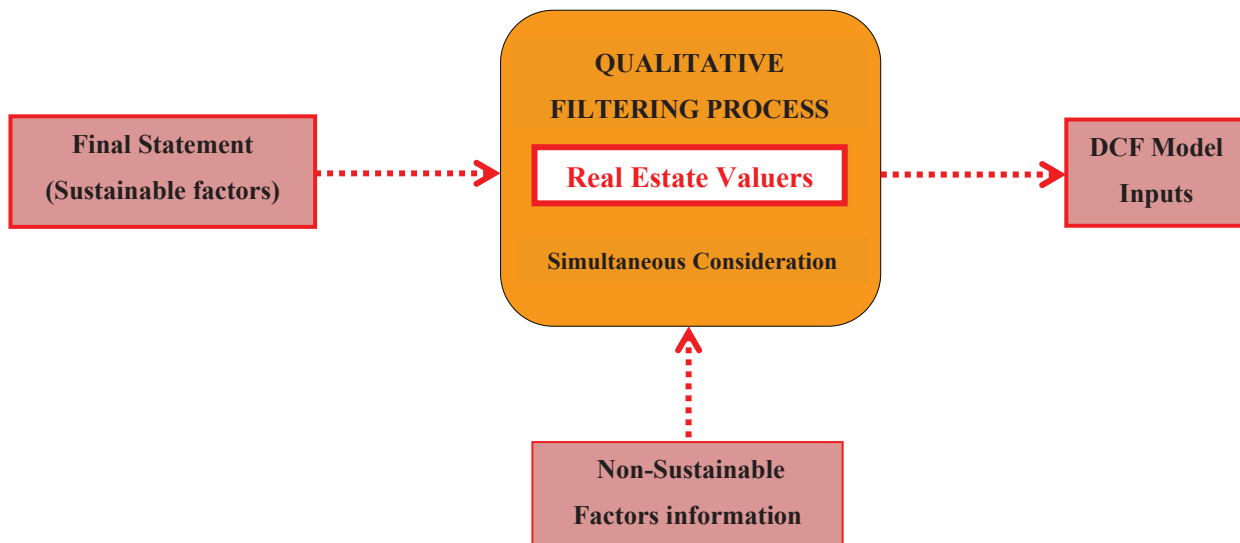 QUALITATIVE
FILTERING PROCESS
Real Estate Valuers
Simultaneous Consideration
Final Statement
(Sustainable factors)
DCF Model
Inputs
Non-Sustainable
Factors information